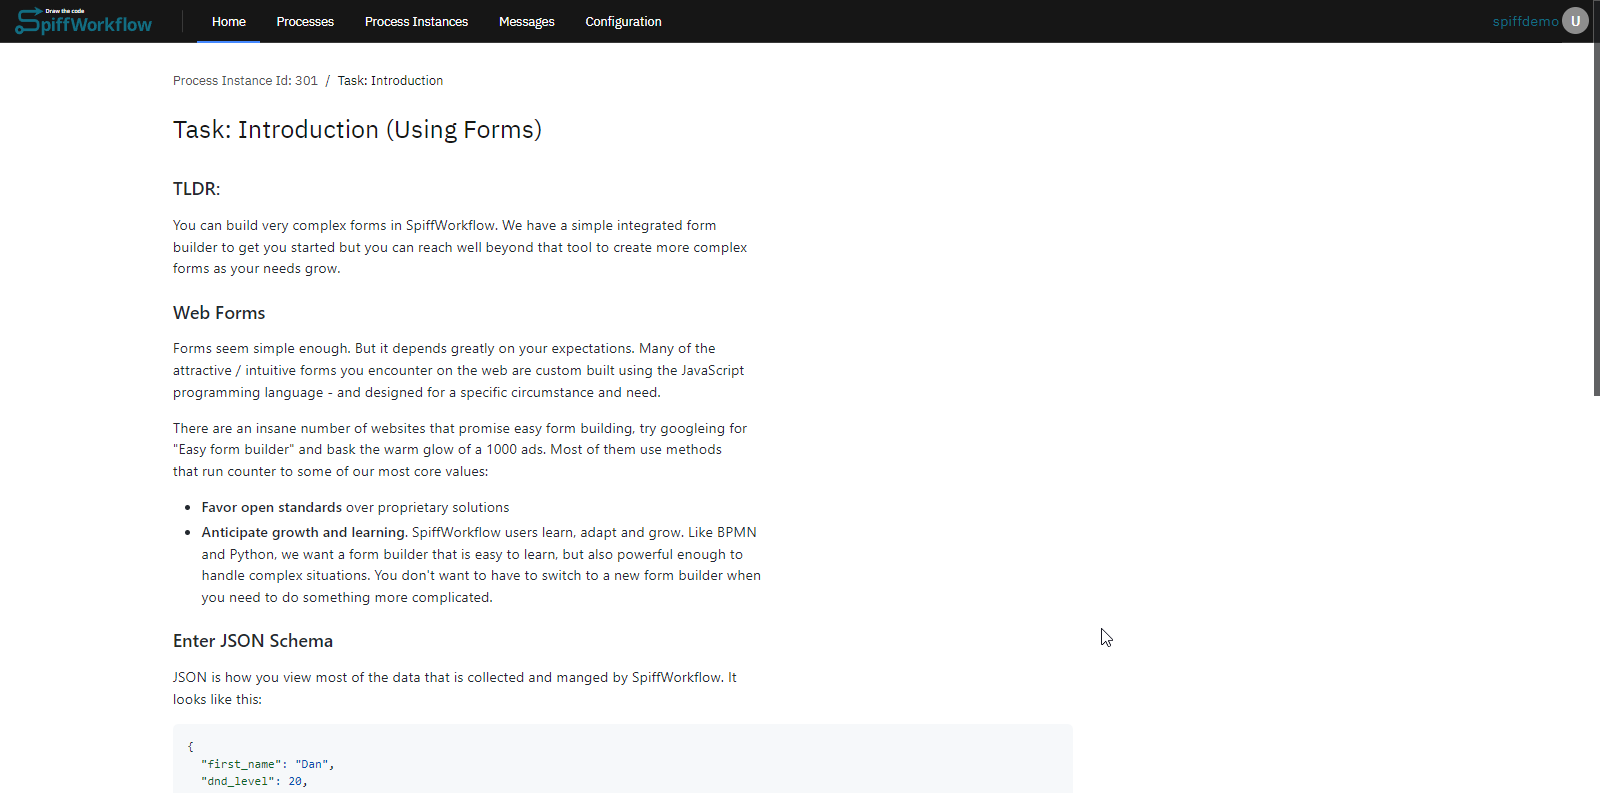 Draw the code
SpiffWorkflow
Home Processes Process Instances Messages Configuration
spiffdemo U
Process Instance Id: 301 / Task: Introduction
Task: Introduction (Using Forms)
TLDR:
You can build very complex forms in SpiffWorkflow. We have a simple integrated form
builder to get you started but you can reach well beyond that tool to create more complex
forms as your needs grow.
Web Forms
Forms seem simple enough. But it depends greatly on your expectations. Many of the
attractive / intuitive forms you encounter on the web are custom built using the JavaScript
programming language - and designed for a specific circumstance and need.
There are an insane number of websites that promise easy form building, try googleing for
"Easy form builder" and bask the warm glow of a 1000 ads. Most of them use methods
that run counter to some of our most core values:
• Favor open standards over proprietary solutions
• Anticipate growth and learning. SpiffWorkflow users learn, adapt and grow. Like BPMN
and Python, we want a form builder that is easy to learn, but also powerful enough to
handle complex situations. You don't want to have to switch to a new form builder when
you need to do something more complicated.
Enter JSON Schema
JSON is how you view most of the data that is collected and manged by SpiffWorkflow. It
looks like this:
{
"first_name": "Dan",
"dnd_level": 20,